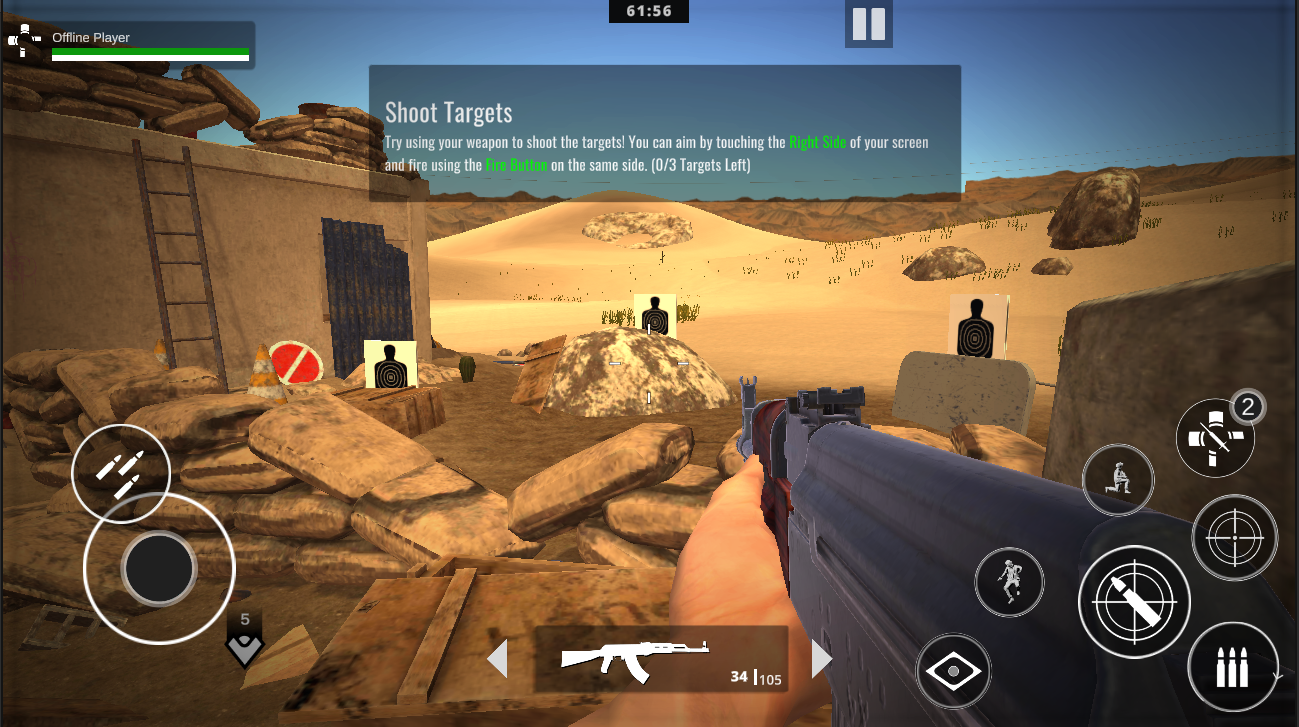 61:56
Offline Player
Shoot Targets
Try using your weapon to shoot the targets! You can aim by touching the Right Side of your screen
and fire using the Fire Button on the same side. (0/3 Targets Left)
2
5
34 |105